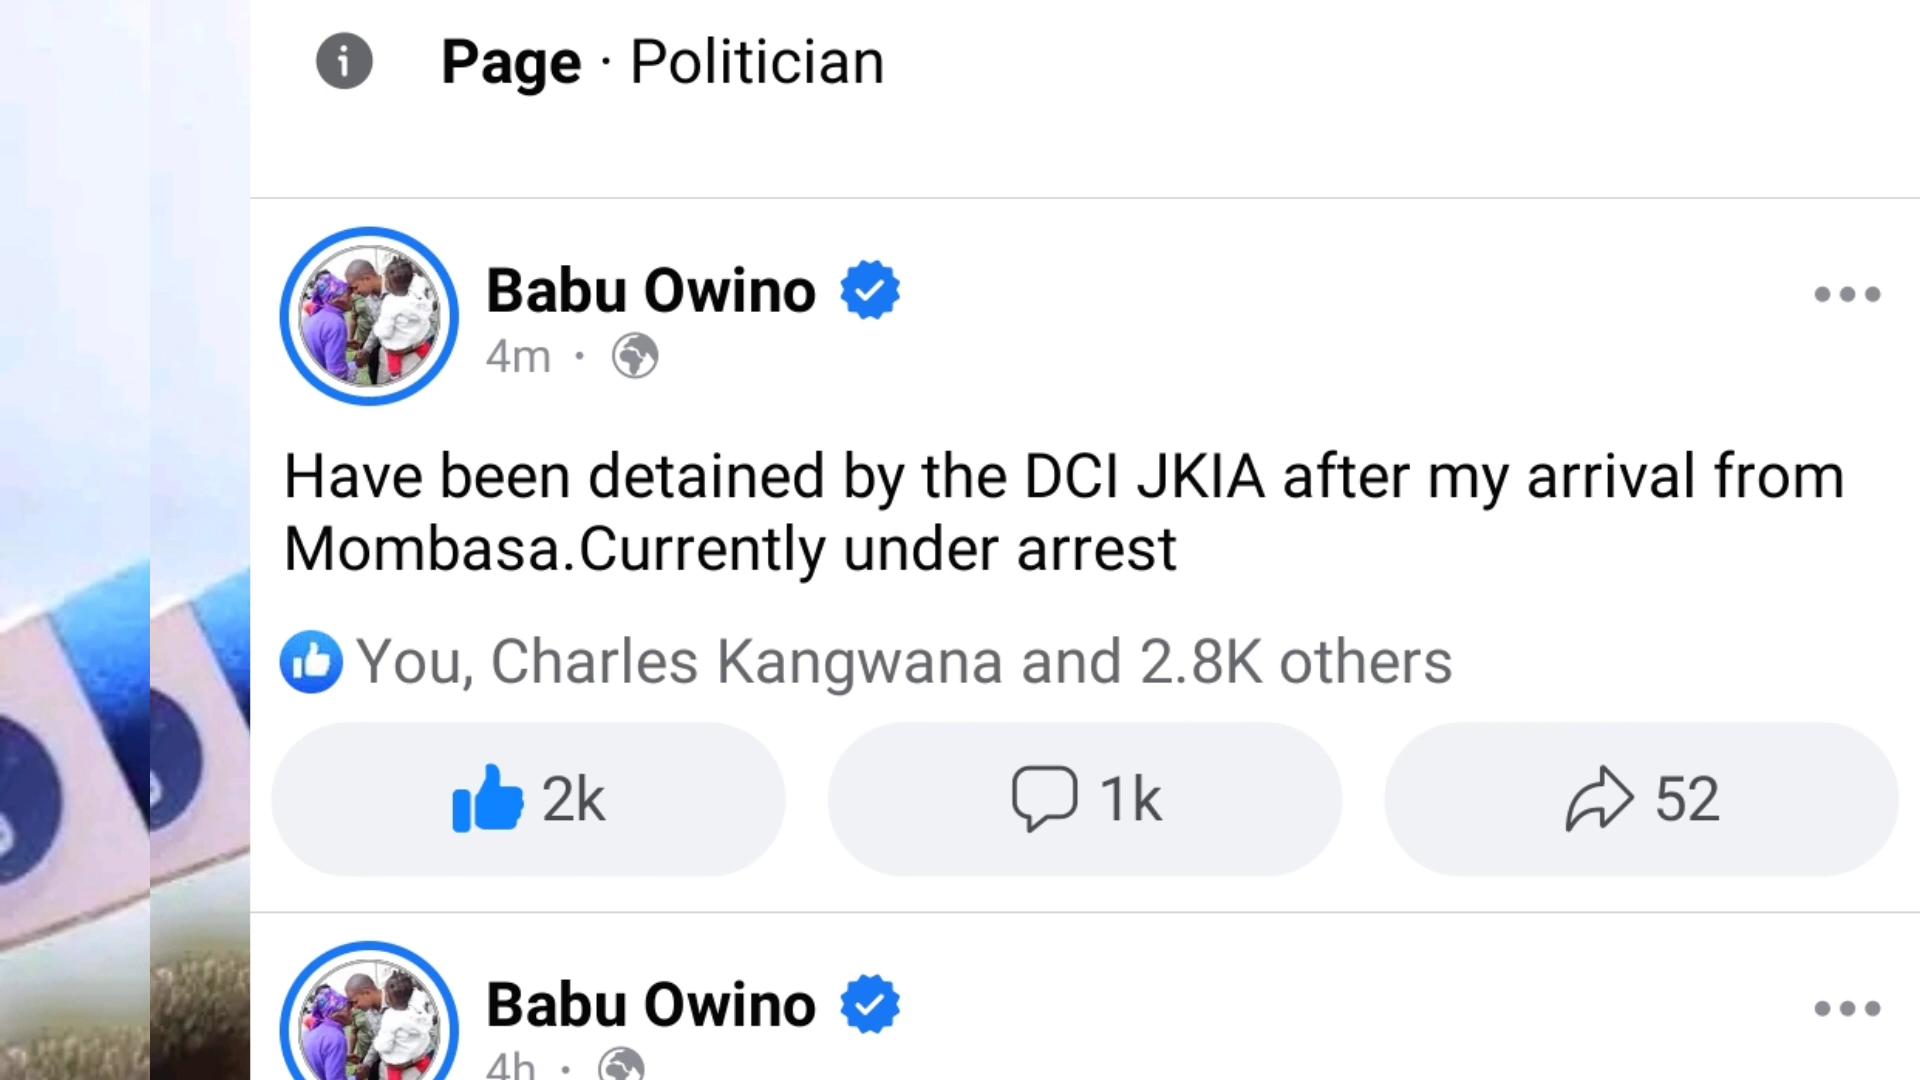 Page · Politician
Babu Owino
4m ·
Have been detained by the DCI JKIA after my arrival from
Mombasa.Currently under arrest
You, Charles Kangwana and 2.8K others
2k 1k 52
Babu Owino
4h ·